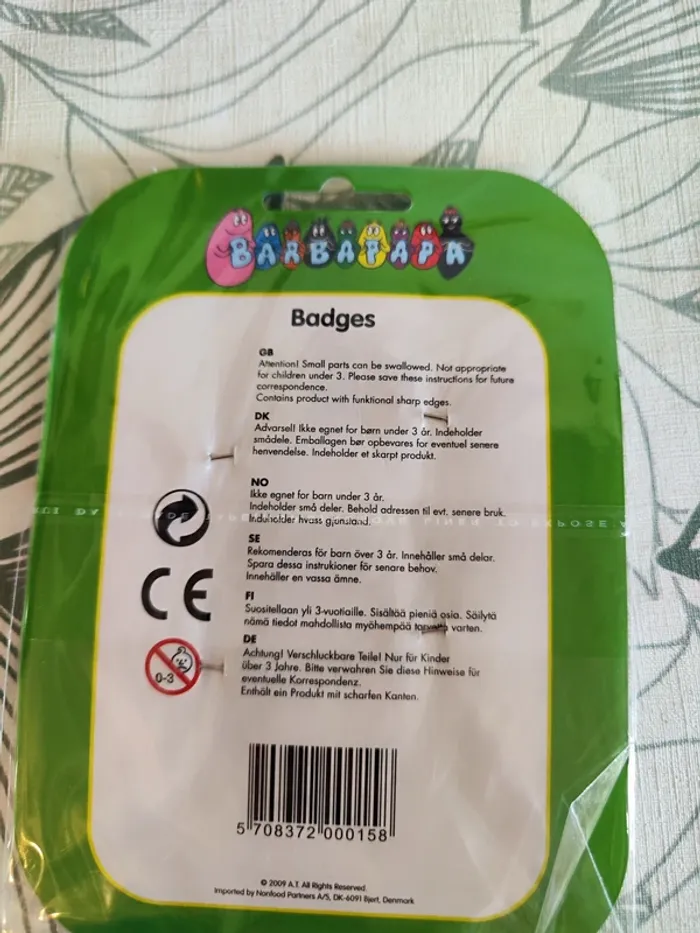 BARBAPAPA
Badges
GB
Attention! Small parts can be swallowed. Not appropriate
for children under 3. Please save these instructions for future
correspondence.
Contains product with funktional sharp edges.
DK
Advarsel! Ikke egnet for børn under 3 år. Indeholder
smådele. Emballagen bør opbevares for eventuel senere
henvendelse. Indeholder et skarpt produkt.
NO
Ikke egnet for barn under 3 år.
Indeholder små deler. Behold adressen til evt. senere bruk.
Induholder hvass gjenstand.
SE
Rekomenderas för barn över 3 år. Innehåller små delar.
Spara dessa instrukioner för senare behov.
Innehåller en vassa ämne.
FI
Suositellaan yli 3-vuotiaille. Sisältää pieniä osia. Säilytä
nämä tiedot mahdollista myöhempää tarvetta varten.
CE
DE
Achtung! Verschluckbare Teile! Nur für Kinder
über 3 Jahre. Bitte verwahren Sie diese Hinweise für
eventuelle Korrespondenz.
Enthält ein Produkt mit scharfen Kanten.
0-3
5 708372 000158
© 2009 A.T. All Rights Reserved.
Imported by Nonfood Partners A/S, DK-6091 Bjert, Denmark